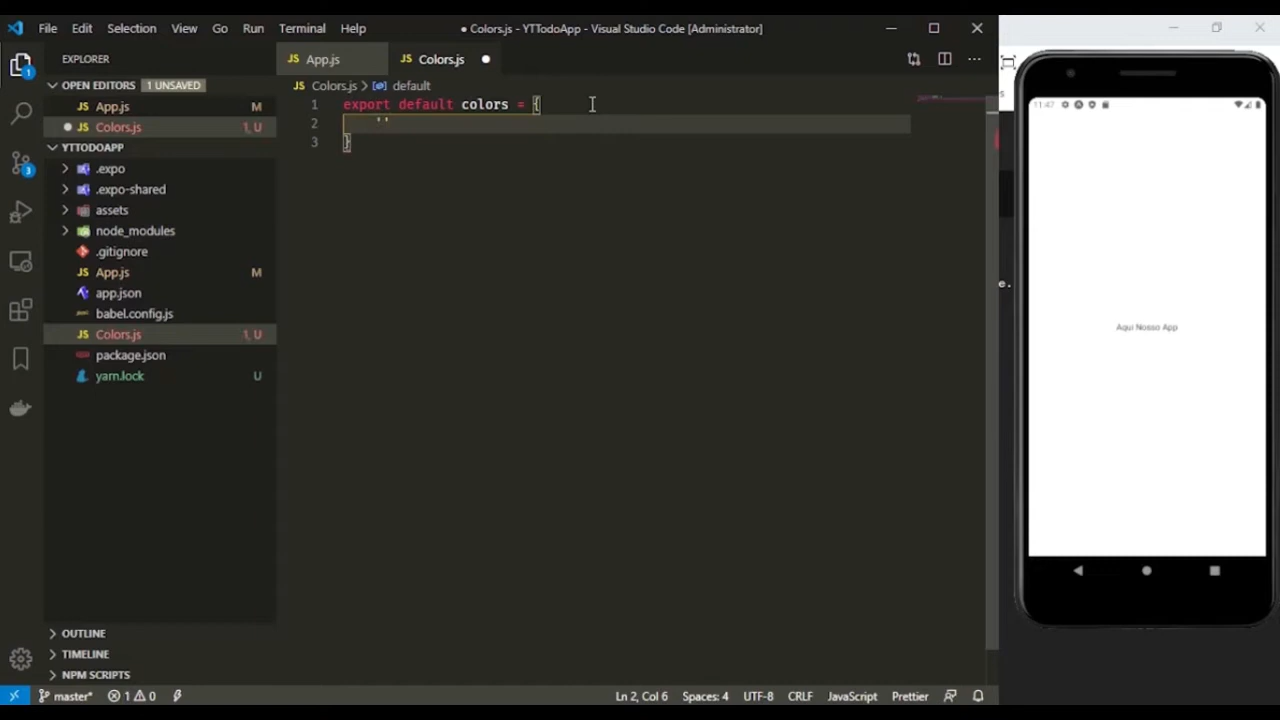 File Edit Selection View Go Run Terminal Help
● Colors.js - YTTodoApp - Visual Studio Code [Administrator]
EXPLORER
OPEN EDITORS 1 UNSAVED
JS App.js M
JS Colors.js 1, U
YTTODOAPP
.expo
.expo-shared
assets
node_modules
.gitignore
JS App.js M
app.json
babel.config.js
JS Colors.js 1, U
package.json
yarn.lock U
OUTLINE
TIMELINE
NPM SCRIPTS
1
3
JS App.js
JS Colors.js
Colors.js > default
1 export default colors = {
2 ''
3 }
e.
11:47
Aqui Nosso App
master* 1 0
Ln 2, Col 6 Spaces: 4 UTF-8 CRLF JavaScript Prettier